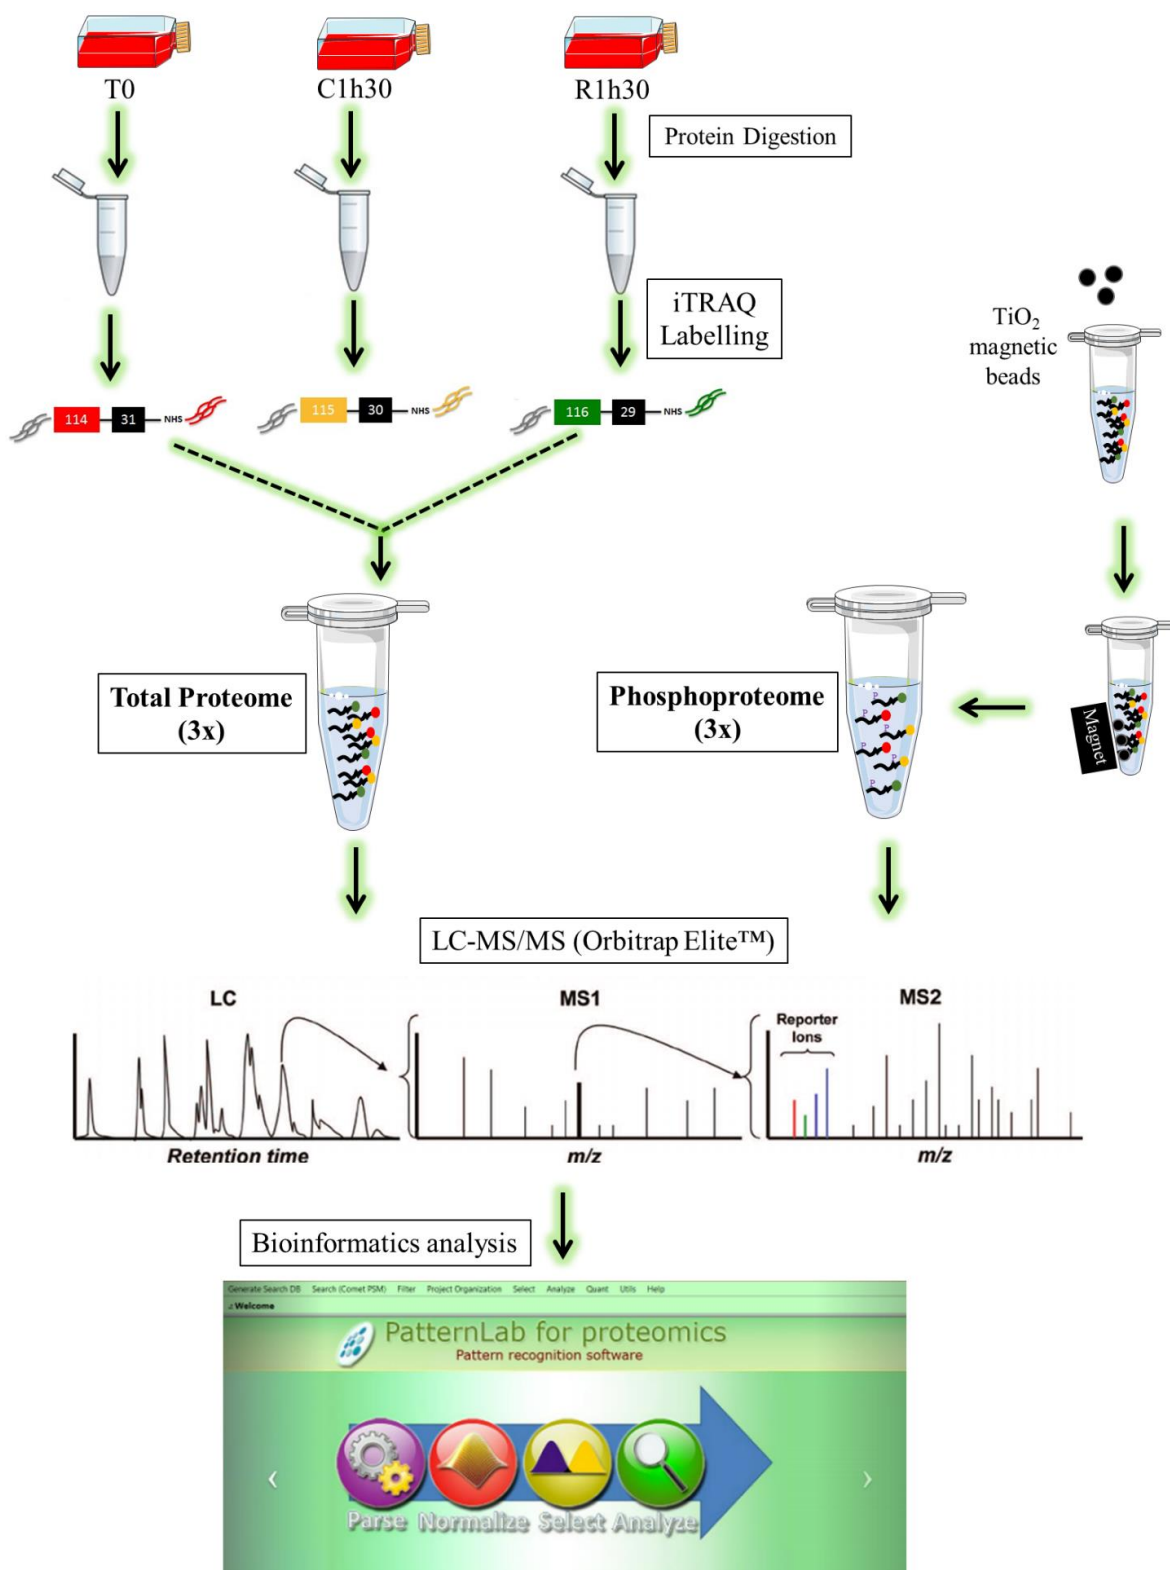 T0
C1h30
R1h30
Protein Digestion
iTRAQ
Labelling
TiO₂
magnetic
beads
114 31 NHS
115 30 NHS
116 29 NHS
Total Proteome
(3x)
Phosphoproteome
(3x)
P
P
P
P
P
P
Magnet
LC-MS/MS (Orbitrap Elite™)
LC
MS1
MS2
Reporter
Ions
Retention time
m/z
m/z
Bioinformatics analysis
Generate Search DB Search (Comet PSM) Filter Project Organization Select Analyze Quant Utils Help
.: Welcome
PatternLab for proteomics
Pattern recognition software
Parse Normalize Select Analyze